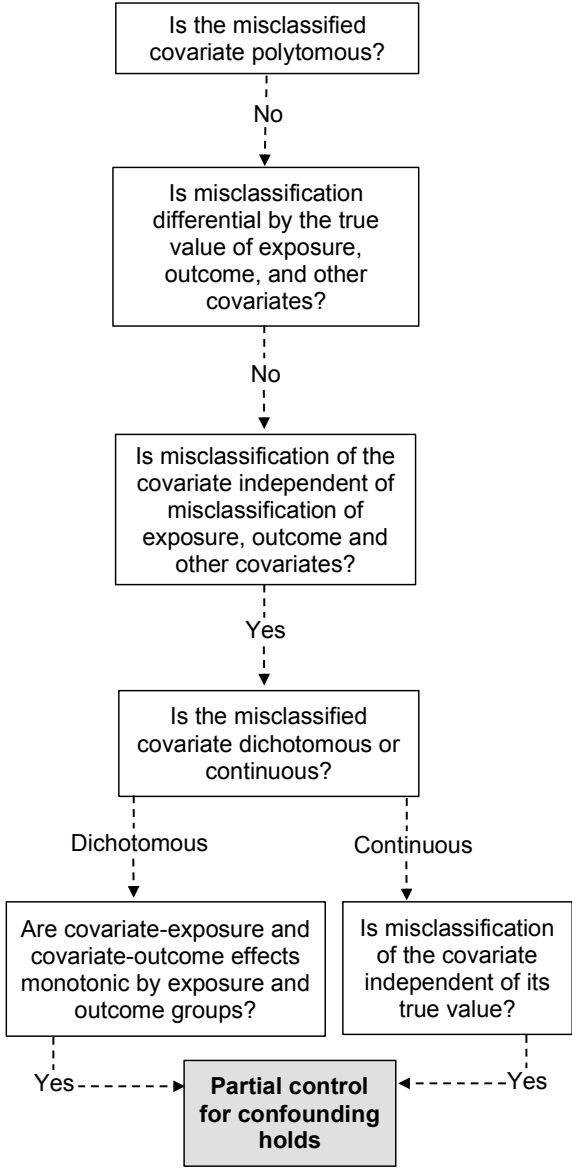 Is the misclassified
covariate polytomous?
No
Is misclassification
differential by the true
value of exposure,
outcome, and other
covariates?
No
Is misclassification of the
covariate independent of
misclassification of
exposure, outcome and
other covariates?
Yes
Is the misclassified
covariate dichotomous or
continuous?
Dichotomous
Continuous
Are covariate-exposure and
covariate-outcome effects
monotonic by exposure and
outcome groups?
Is misclassification
of the covariate
independent of its
true value?
Yes
Yes
Partial control
for confounding
holds